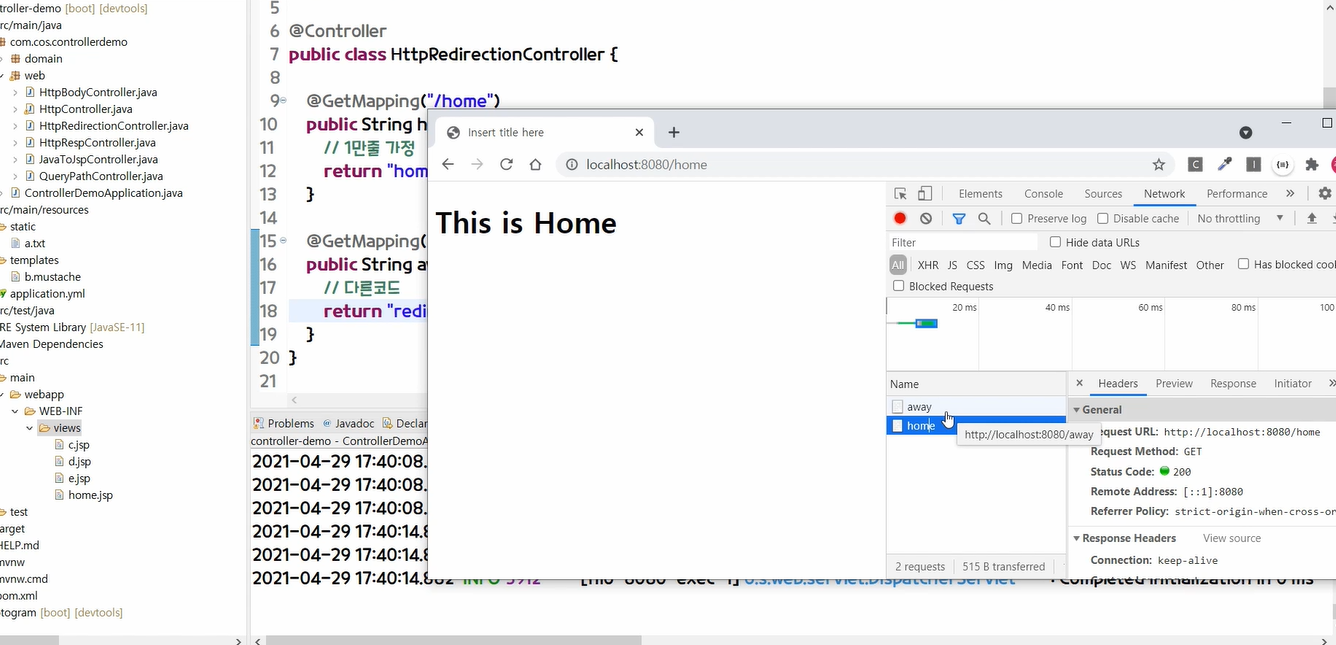 troller-demo [boot] [devtools]
rc/main/java
com.cos.controllerdemo
domain
web
HttpBodyController.java
HttpController.java
HttpRedirectionController.java
HttpRespController.java
JavaToJspController.java
QueryPathController.java
ControllerDemoApplication.java
rc/main/resources
static
a.txt
templates
b.mustache
application.yml
rc/test/java
RE System Library [JavaSE-11]
Maven Dependencies
rc
main
webapp
WEB-INF
views
c.jsp
d.jsp
e.jsp
home.jsp
test
arget
HELP.md
mvnw
mvnw.cmd
pom.xml
otogram [boot] [devtools]
5
6 @Controller
7 public class HttpRedirectionController {
8
9 @GetMapping("/home")
10 public String h
11 // 1만줄 가정
12 return "hom
13 }
14
15 @GetMapping(
16 public String aw
17 // 다른코드
18 return "redi
19 }
20 }
21
Problems @ Javadoc Declar
controller-demo - ControllerDemoA
2021-04-29 17:40:08.
2021-04-29 17:40:08.
2021-04-29 17:40:08.
2021-04-29 17:40:14.8
2021-04-29 17:40:14.8
2021-04-29 17:40:14.882 INFO 5912 [nio-8080-exec-1] o.s.web.servlet.DispatcherServlet : Completed initialization in 0 ms
Insert title here
localhost:8080/home
This is Home
Elements Console Sources Network Performance
Preserve log Disable cache No throttling
Filter
Hide data URLs
All XHR JS CSS Img Media Font Doc WS Manifest Other Has blocked cook
Blocked Requests
20 ms 40 ms 60 ms 80 ms 100
Name
away
home
http://localhost:8080/away
2 requests 515 B transferred
Headers Preview Response Initiator
General
equest URL: http://localhost:8080/home
Request Method: GET
Status Code: 200
Remote Address: [::1]:8080
Referrer Policy: strict-origin-when-cross-or
Response Headers View source
Connection: keep-alive